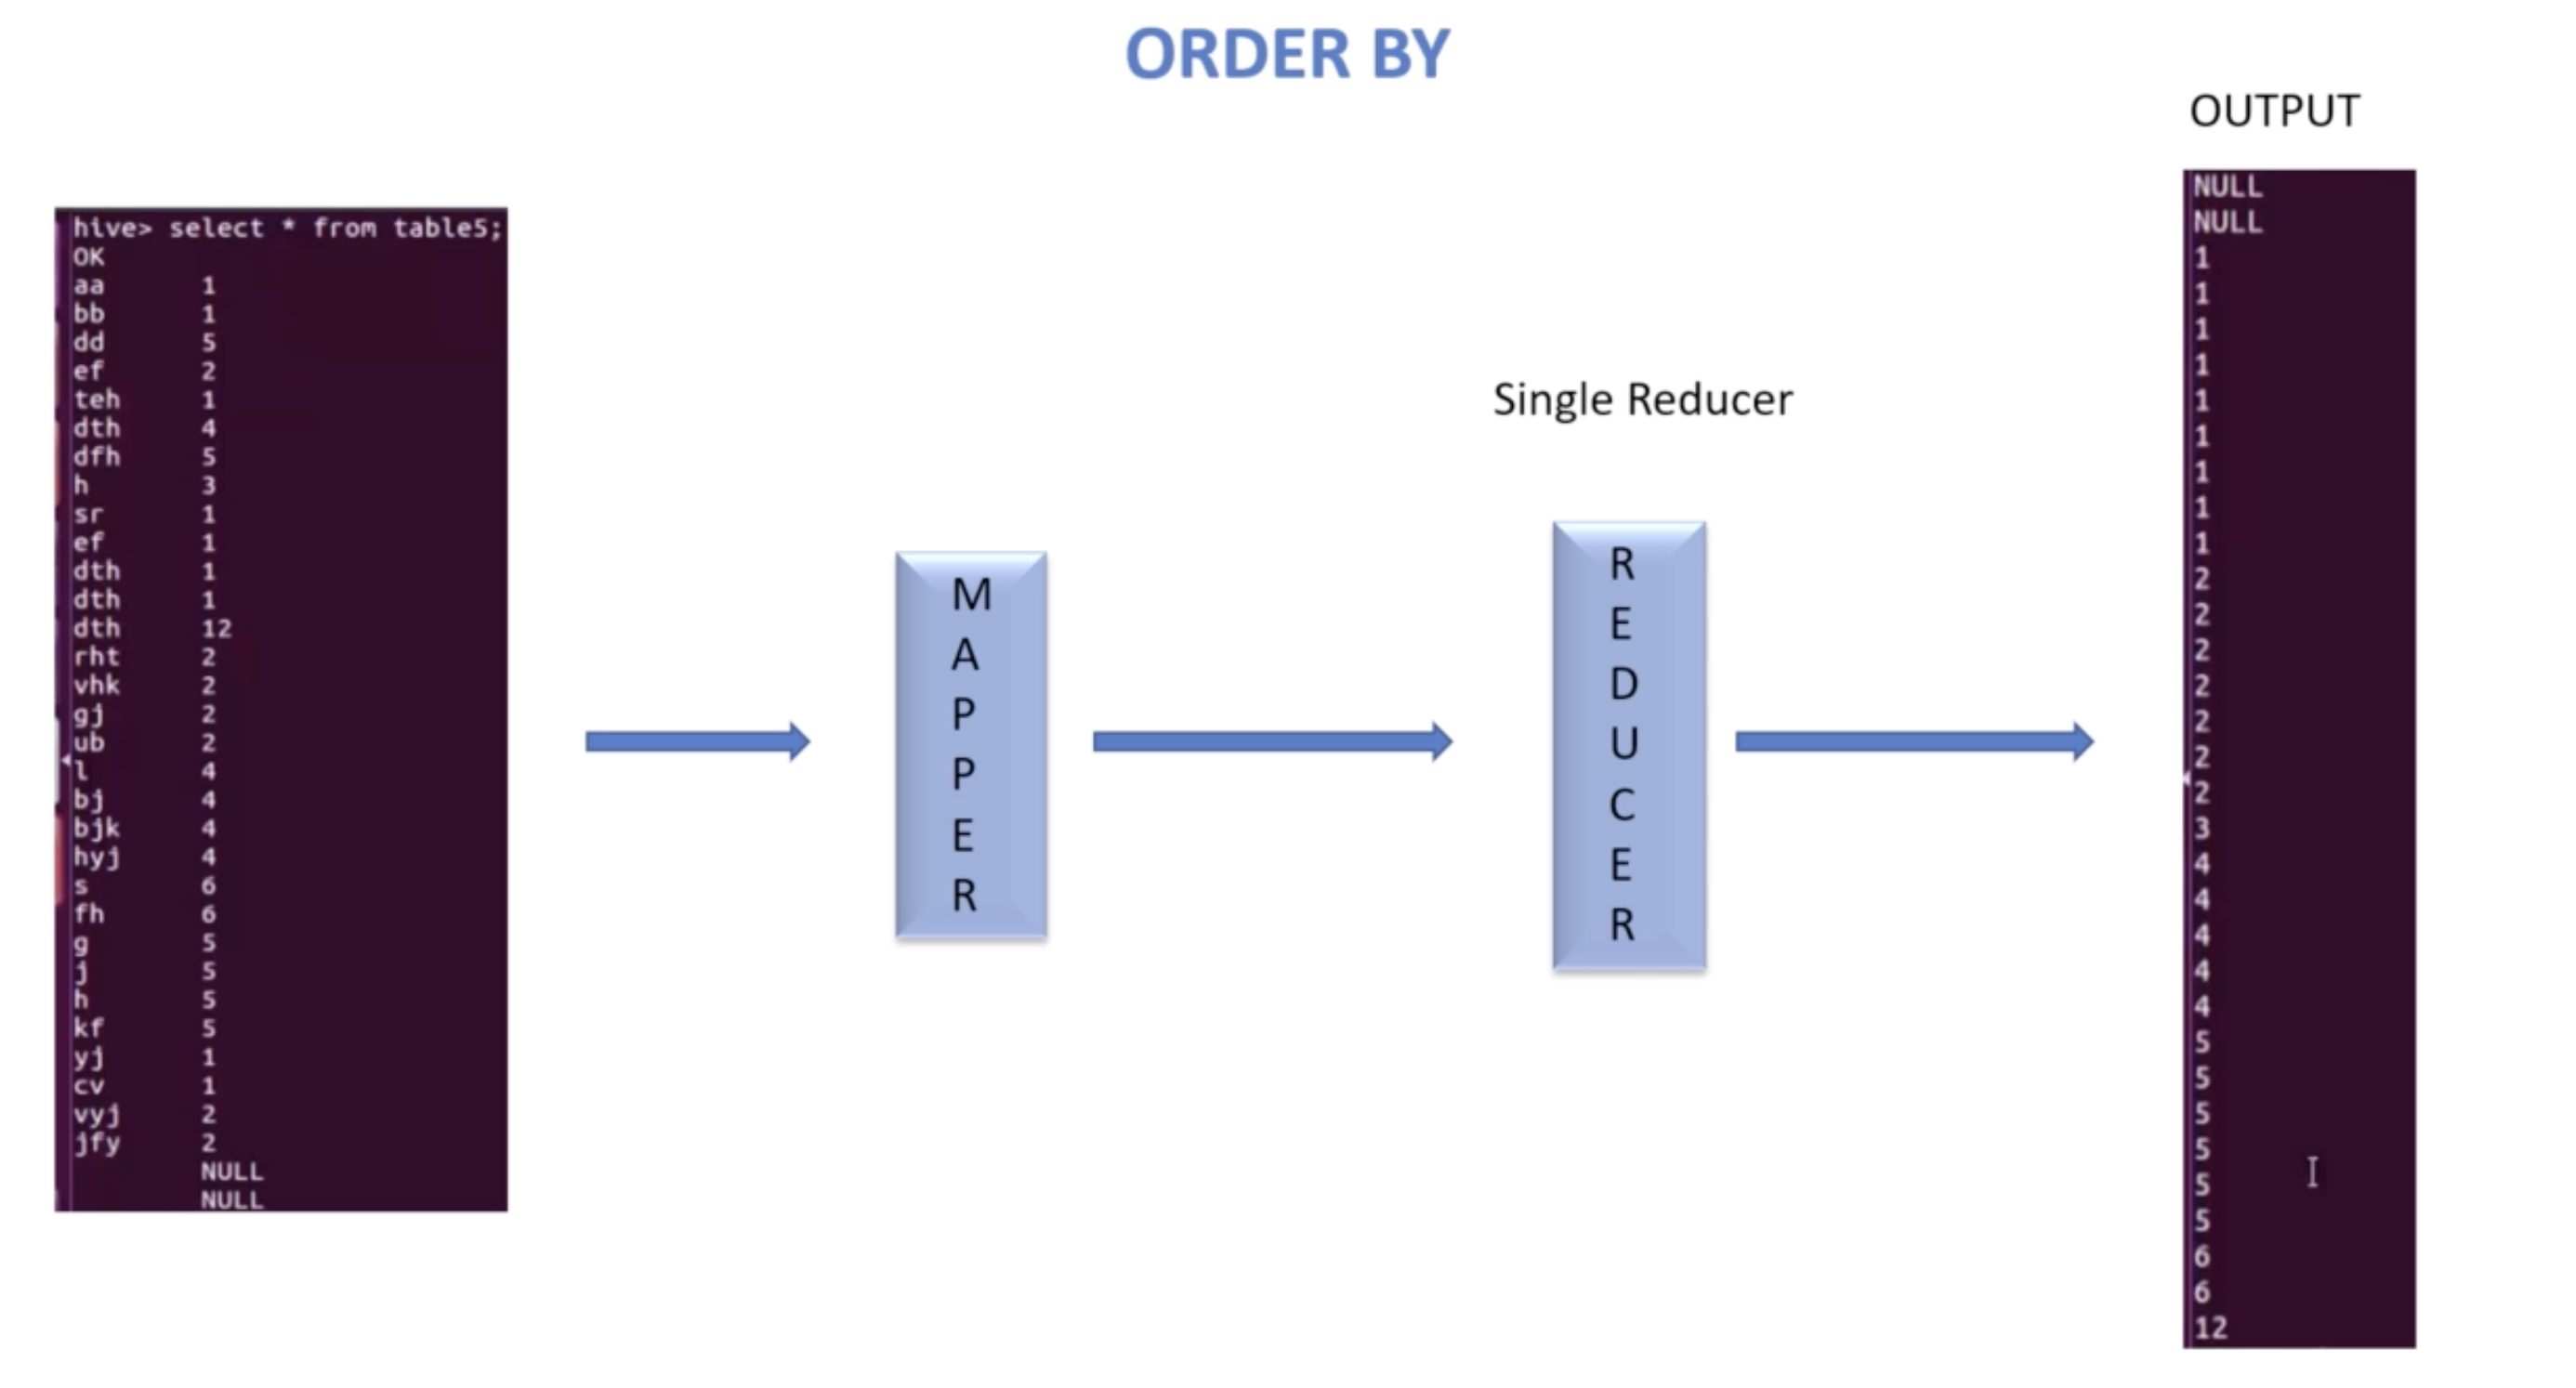 ORDER BY
OUTPUT
hive> select * from table5;
OK
aa 1
bb 1
dd 5
ef 2
teh 1
dth 4
dfh 5
h 3
sr 1
ef 1
dth 1
dth 1
dth 12
rht 2
vhk 2
gj 2
ub 2
l 4
bj 4
bjk 4
hyj 4
s 6
fh 6
g 5
j 5
h 5
kf 5
yj 1
cv 1
vyj 2
jfy 2
NULL
NULL
MAPPER
Single Reducer
REDUCER
NULL
NULL
1
1
1
1
1
1
1
1
1
2
2
2
2
2
2
2
3
4
4
4
4
4
5
5
5
5
5
5
6
6
12